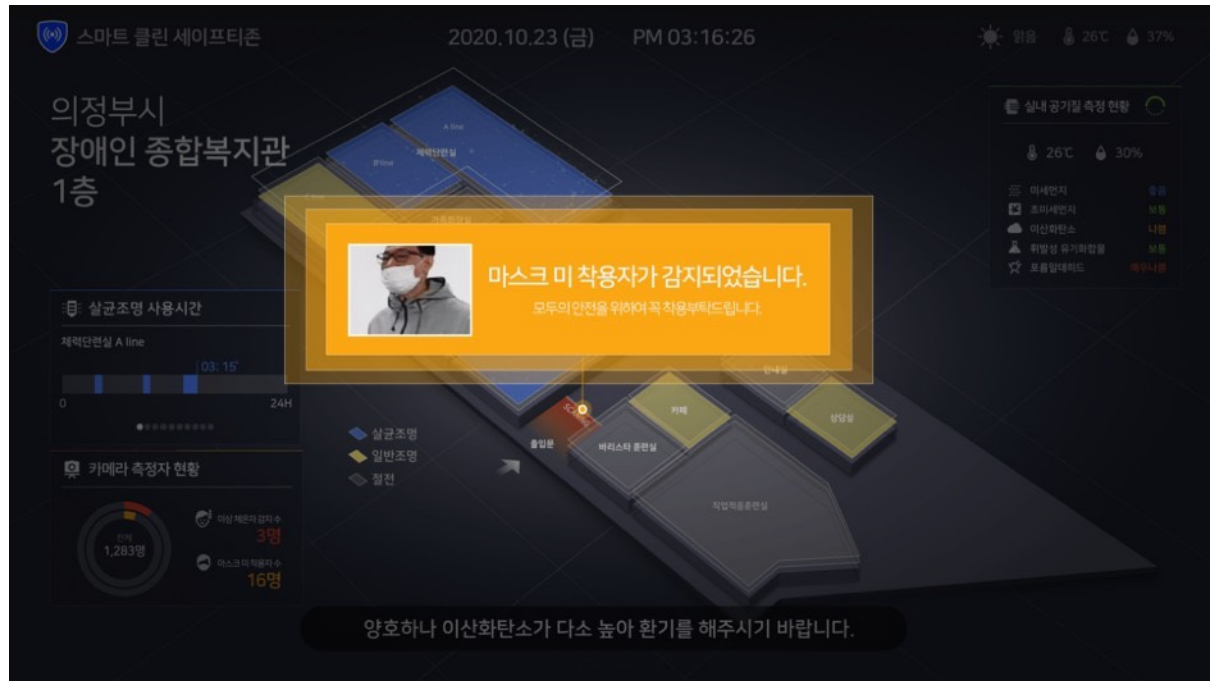 스마트 클린 세이프티존
2020.10.23 (금) PM 03:16:26
맑음 26℃ 37%
의정부시
장애인 종합복지관
1층
실내 공기질 측정 현황
26℃ 30%
미세먼지 좋음
초미세먼지 보통
이산화탄소 나쁨
휘발성 유기화합물 보통
포름알데히드 매우나쁨
A line
B line
체력단련실
가족화장실
마스크 미 착용자가 감지되었습니다.
모두의 안전을 위하여 꼭 착용부탁드립니다.
살균조명 사용시간
체력단련실 A line
03: 15'
0 24H
안내실
카페
상담실
출입문
바리스타 훈련실
직업적응훈련실
살균조명
일반조명
절전
카메라 측정자 현황
전체
1,283명
이상 체온자 감지 수
3명
마스크 미 착용자 수
16명
양호하나 이산화탄소가 다소 높아 환기를 해주시기 바랍니다.